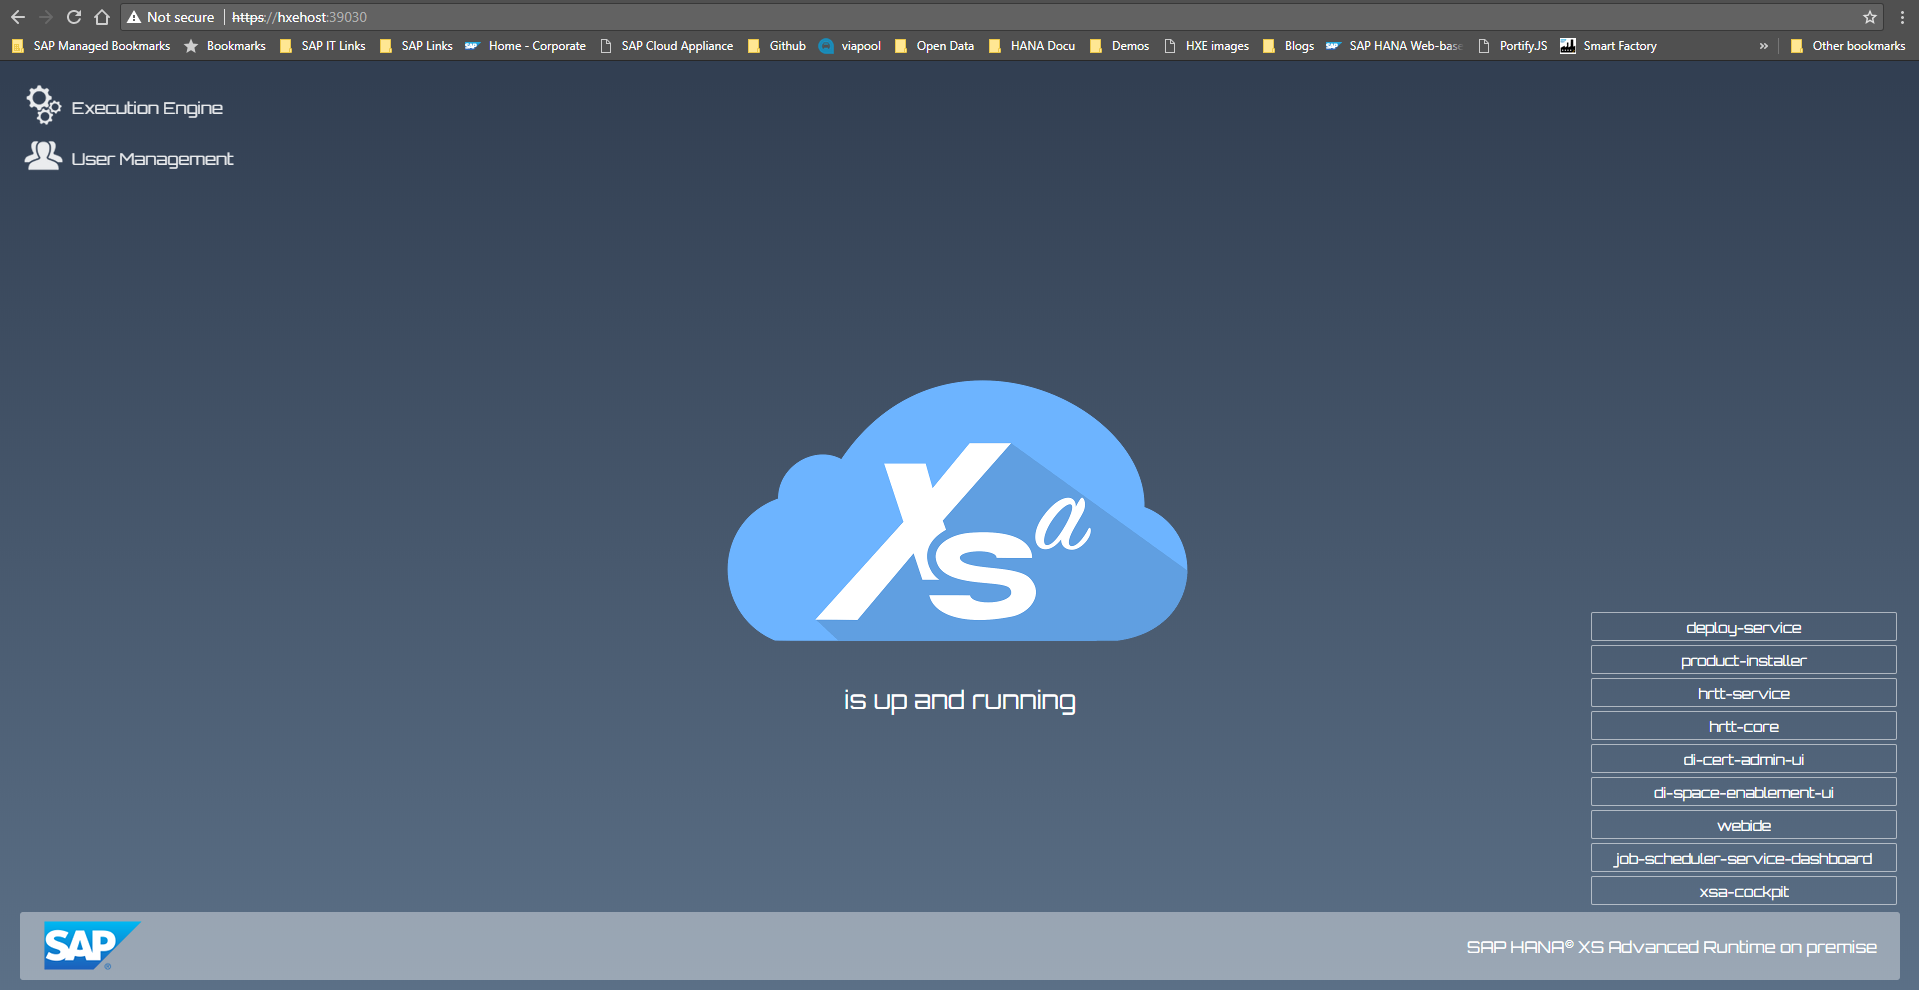 Not secure https://hxehost:39030
SAP Managed Bookmarks Bookmarks SAP IT Links SAP Links Home - Corporate SAP Cloud Appliance Github viapool Open Data HANA Docu Demos HXE images Blogs SAP HANA Web-base PortifyJS Smart Factory » Other bookmarks
Execution Engine
User Management
Xsa
is up and running
deploy-service
product-installer
hrtt-service
hrtt-core
di-cert-admin-ui
di-space-enablement-ui
webide
job-scheduler-service-dashboard
xsa-cockpit
SAP®
SAP HANA® XS Advanced Runtime on premise